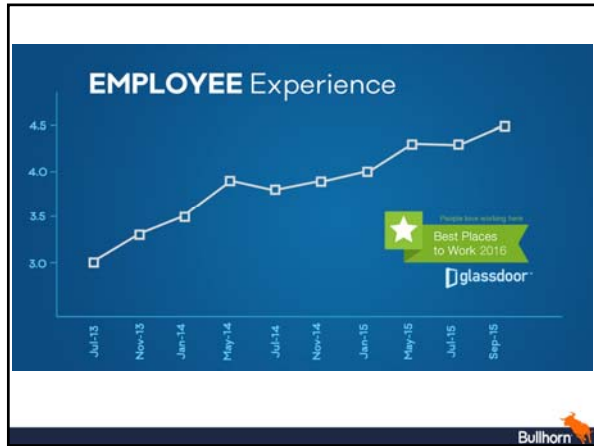 EMPLOYEE Experience
4.5
4.0
3.5
3.0
People love working here
Best Places
to Work 2016
glassdoor
Jul-13
Nov-13
Jan-14
May-14
Jul-14
Nov-14
Jan-15
May-15
Jul-15
Sep-15
Bullhorn